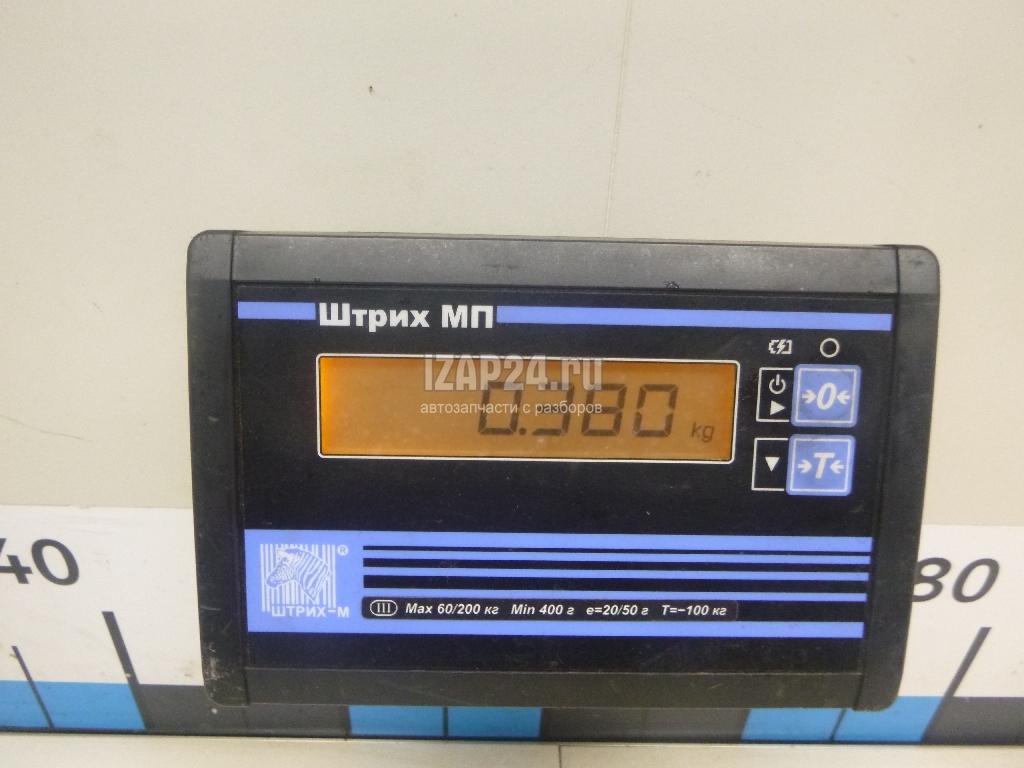 Штрих МП
iZAP24.ru
автозапчасти с разборов
0.380 kg
→0←
→T←
40
80
®
ШТРИХ-М
III Max 60/200 кг Min 400 г e=20/50 г T=−100 кг